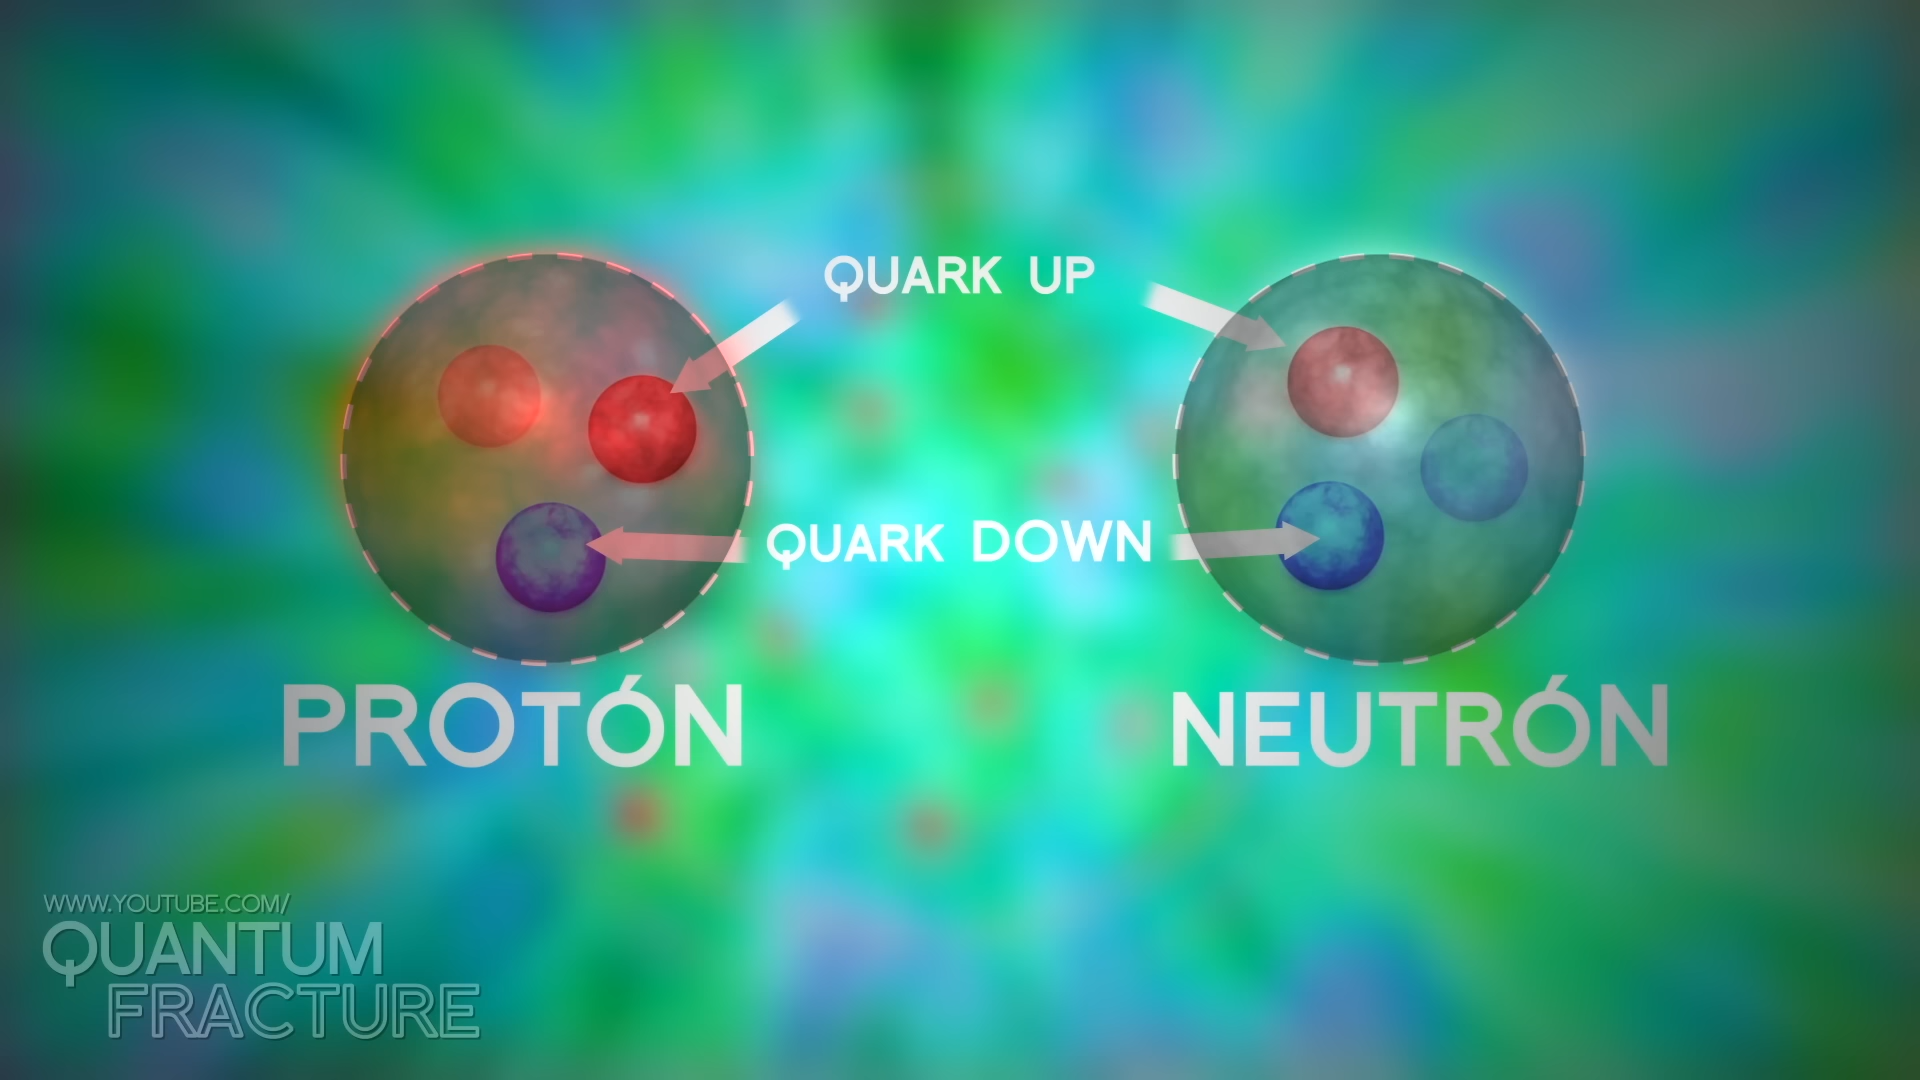 QUARK UP
QUARK DOWN
PROTÓN
NEUTRÓN
WWW.YOUTUBE.COM/
QUANTUM
FRACTURE